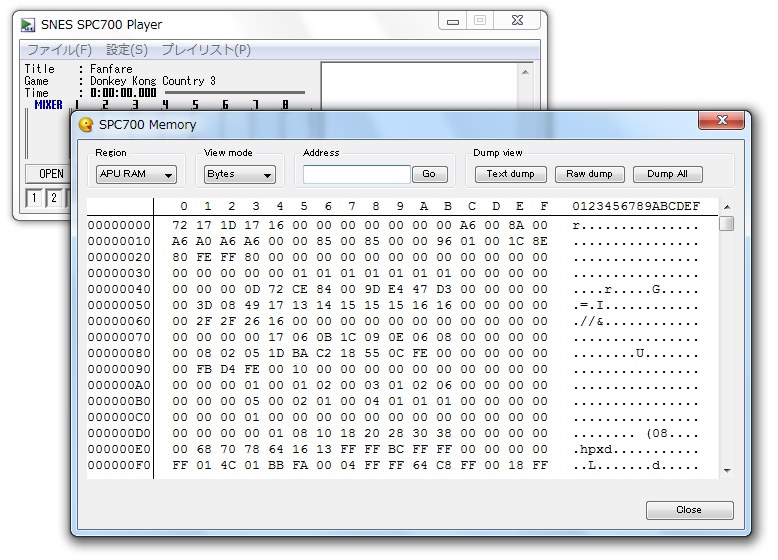 SNES SPC700 Player
ファイル(F) 設定(S) プレイリスト(P)
Title : Fanfare
Game : Donkey Kong Country 3
Time : 0:00:00.000
MIXER 1 2 3 4 5 6 7 8
OPEN
1 2
SPC700 Memory
Region View mode Address Dump view
APU RAM Bytes Go Text dump Raw dump Dump All
0 1 2 3 4 5 6 7 8 9 A B C D E F 0123456789ABCDEF
00000000 72 17 1D 17 16 00 00 00 00 00 00 00 A6 00 8A 00 r...............
00000010 A6 A0 A6 A6 00 00 85 00 85 00 00 96 01 00 1C 8E ................
00000020 80 FE FF 80 00 00 00 00 00 00 00 00 00 00 00 00 ................
00000030 00 00 00 00 00 01 01 01 01 01 01 01 00 00 00 00 ................
00000040 00 00 00 0D 72 CE 84 00 9D E4 47 D3 00 00 00 00 ....r.....G.....
00000050 00 3D 08 49 17 13 14 15 15 15 16 16 00 00 00 00 .=.I............
00000060 00 2F 2F 26 16 00 00 00 00 00 00 00 00 00 00 00 .//&............
00000070 00 00 00 00 17 06 0B 1C 09 0E 06 08 00 00 00 00 ................
00000080 00 08 02 05 1D BA C2 18 55 0C FE 00 00 00 00 00 ........U.......
00000090 00 FB D4 FE 00 10 00 00 00 00 00 00 00 00 00 00 ................
000000A0 00 00 00 01 00 01 02 00 03 01 02 06 00 00 00 00 ................
000000B0 00 00 00 05 00 02 01 00 04 01 01 01 00 00 00 00 ................
000000C0 00 00 00 01 00 00 00 00 00 00 00 00 00 00 00 00 ................
000000D0 00 00 00 00 01 08 10 18 20 28 30 38 00 00 00 00 ........ (08....
000000E0 00 68 70 78 64 16 13 FF FF BC FF FF 00 00 00 00 .hpxd...........
000000F0 FF 01 4C 01 BB FA 00 04 FF FF 64 C8 FF 00 18 FF ..L.......d.....
Close